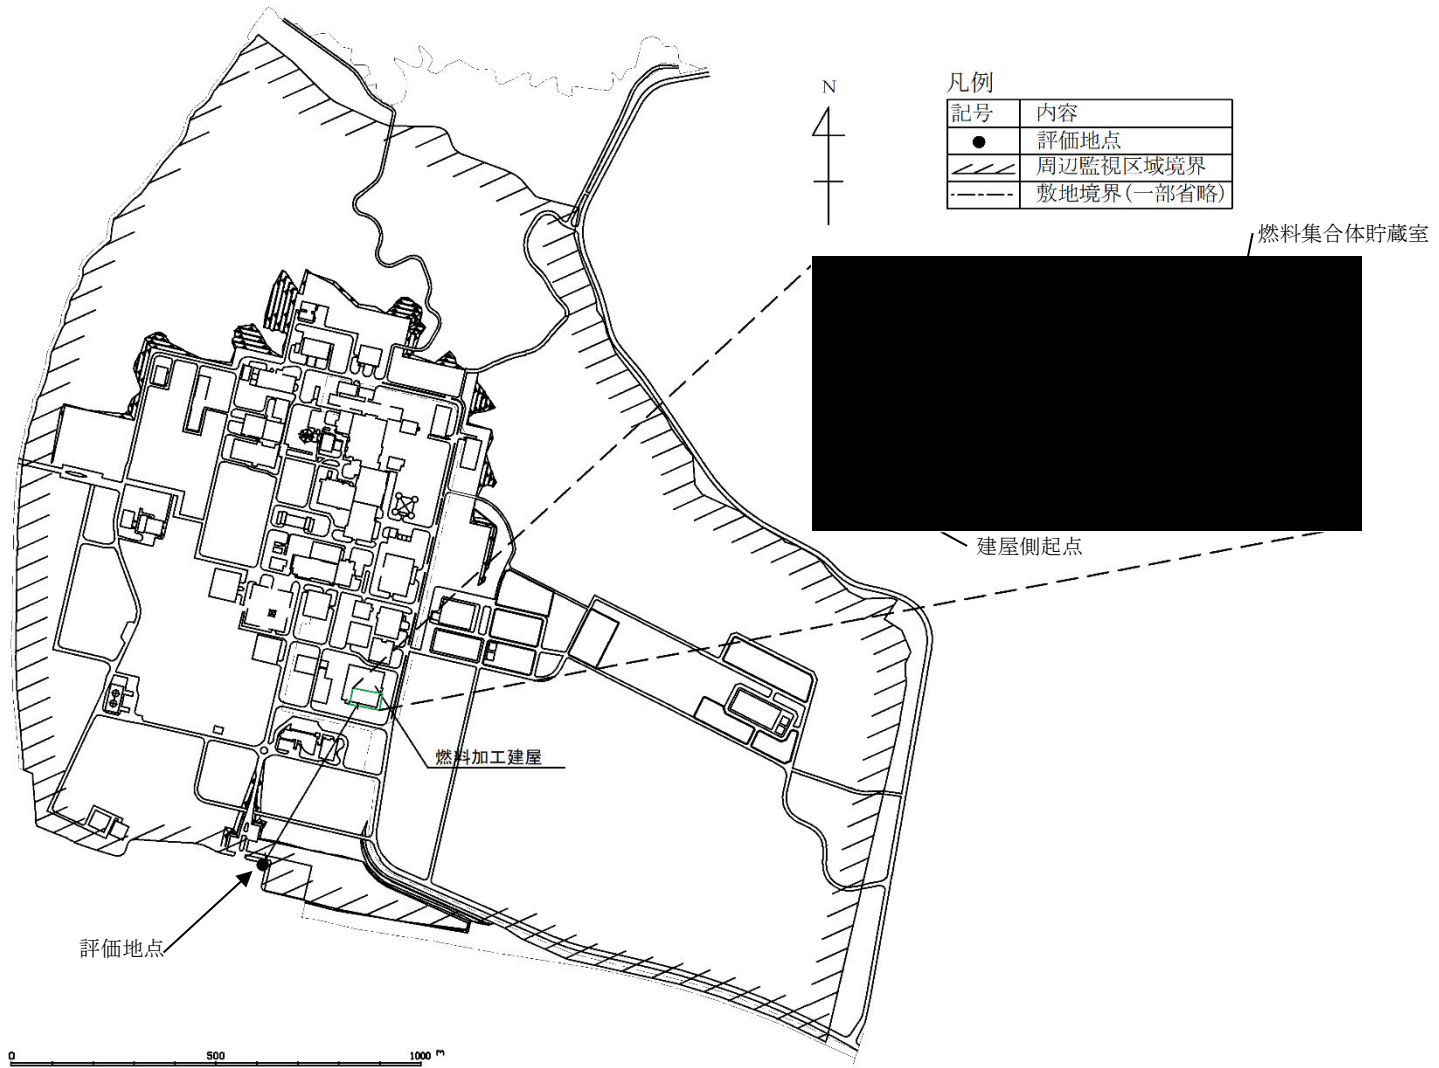 N
凡例
記号 内容
評価地点
周辺監視区域境界
敷地境界(一部省略)
燃料集合体貯蔵室
建屋側起点
燃料加工建屋
評価地点
0 500 1000 m